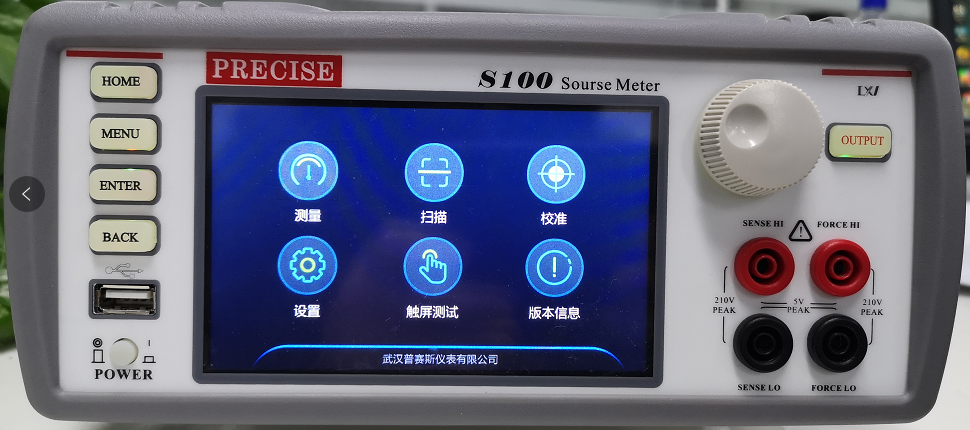 PRECISE
S100 Sourse Meter
HOME
MENU
ENTER
BACK
POWER
测量
扫描
校准
设置
触屏测试
版本信息
武汉普赛斯仪表有限公司
LXI
OUTPUT
SENSE HI
FORCE HI
210V
PEAK
5V
PEAK
210V
PEAK
SENSE LO
FORCE LO